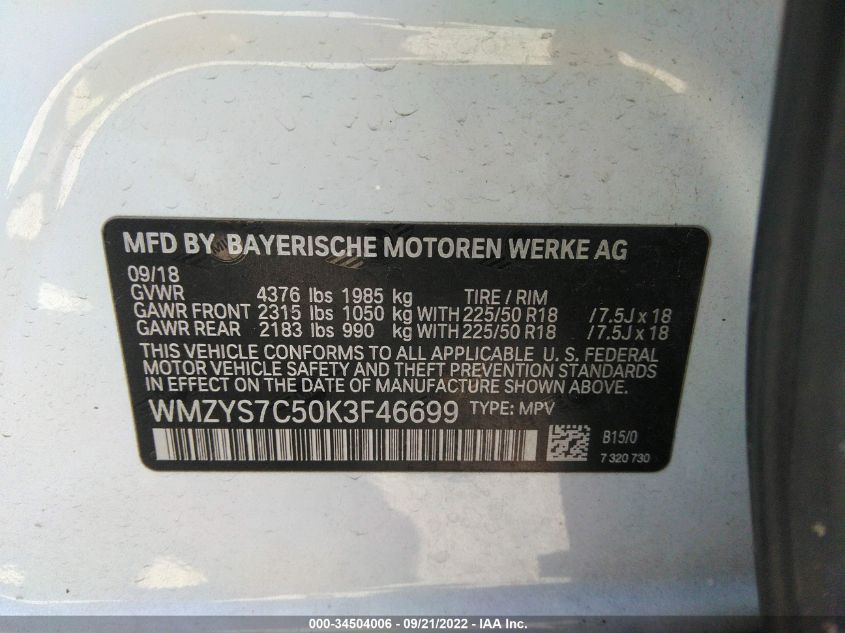 MFD BY BAYERISCHE MOTOREN WERKE AG
09/18
GVWR 4376 lbs 1985 kg TIRE / RIM
GAWR FRONT 2315 lbs 1050 kg WITH 225/50 R18 /7.5J x 18
GAWR REAR 2183 lbs 990 kg WITH 225/50 R18 /7.5J x 18
THIS VEHICLE CONFORMS TO ALL APPLICABLE U. S. FEDERAL
MOTOR VEHICLE SAFETY AND THEFT PREVENTION STANDARDS
IN EFFECT ON THE DATE OF MANUFACTURE SHOWN ABOVE.
WMZYS7C50K3F46699 TYPE: MPV
B15/0
7 320 730
000-34504006 - 09/21/2022 - IAA Inc.